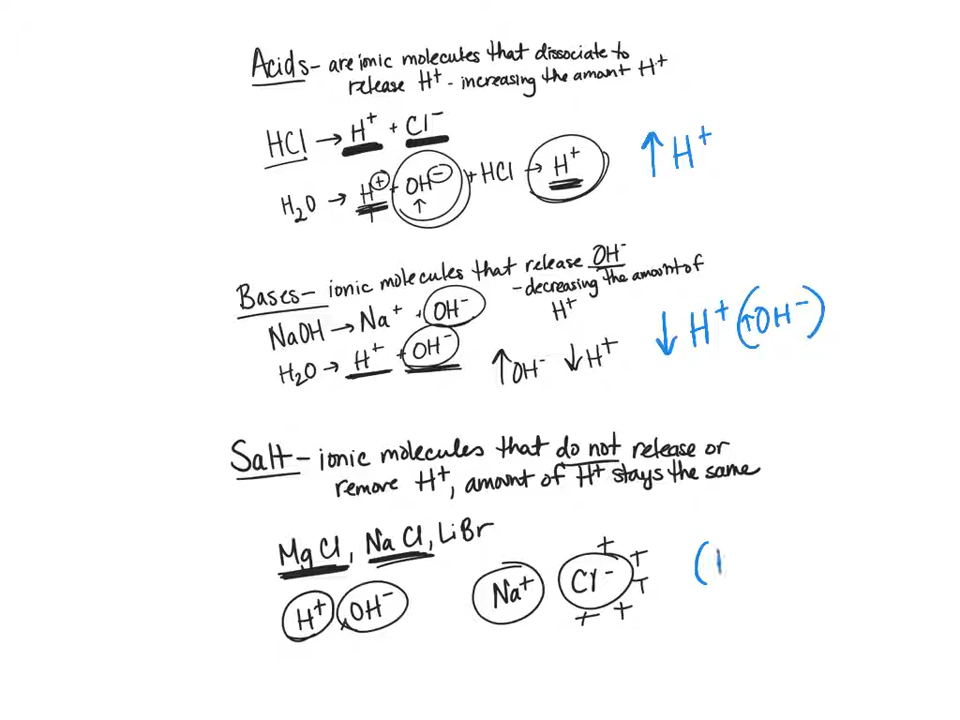 Acids - are ionic molecules that dissociate to
release H+ - increasing the amant H+
HCl → H+ + Cl-
H2O → H+ + OH- + HCl → H+
↑ H+
Bases - ionic molecules that release OH-
- decreasing the amount of
H+
NaOH → Na+ + OH-
H2O → H+ + OH-
↑ OH- ↓ H+
↓ H+ (↑OH-)
Salt - ionic molecules that do not release or
remove H+, amount of H+ stays the same
MgCl, NaCl, LiBr
H+ OH- Na+ Cl-
+ + + + +
(